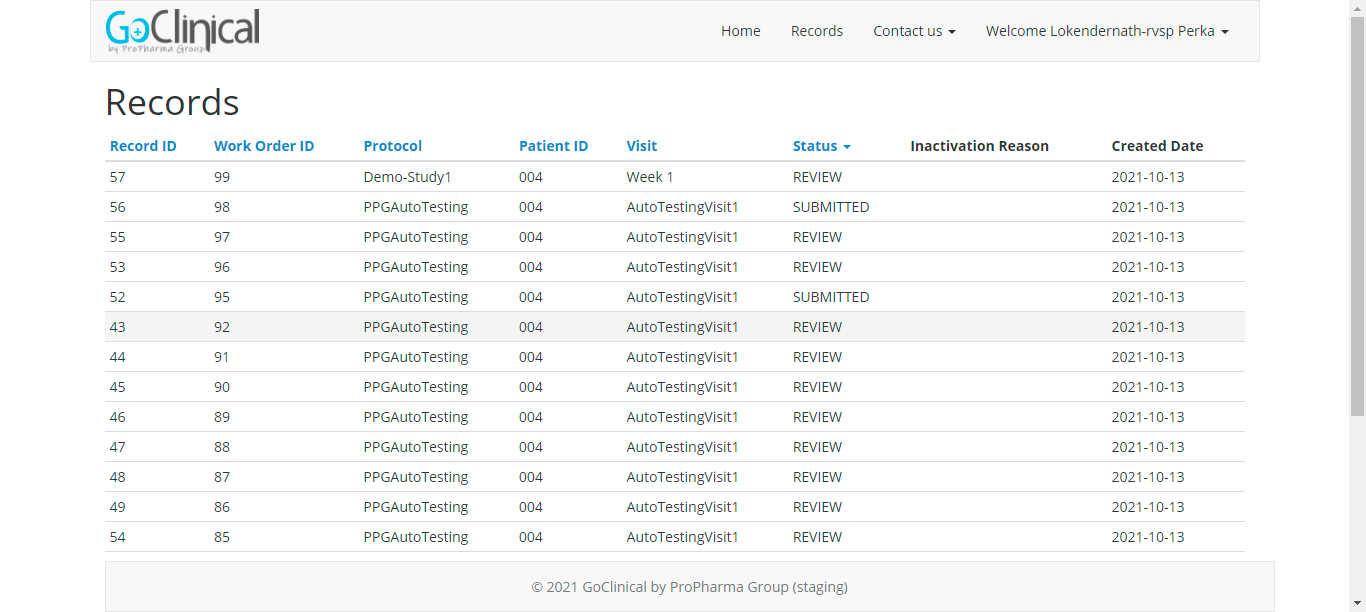 GoClinical
by ProPharma Group
Home Records Contact us Welcome Lokendernath-rvsp Perka
Records
Record ID Work Order ID Protocol Patient ID Visit Status Inactivation Reason Created Date
57 99 Demo-Study1 004 Week 1 REVIEW 2021-10-13
56 98 PPGAutoTesting 004 AutoTestingVisit1 SUBMITTED 2021-10-13
55 97 PPGAutoTesting 004 AutoTestingVisit1 REVIEW 2021-10-13
53 96 PPGAutoTesting 004 AutoTestingVisit1 REVIEW 2021-10-13
52 95 PPGAutoTesting 004 AutoTestingVisit1 SUBMITTED 2021-10-13
43 92 PPGAutoTesting 004 AutoTestingVisit1 REVIEW 2021-10-13
44 91 PPGAutoTesting 004 AutoTestingVisit1 REVIEW 2021-10-13
45 90 PPGAutoTesting 004 AutoTestingVisit1 REVIEW 2021-10-13
46 89 PPGAutoTesting 004 AutoTestingVisit1 REVIEW 2021-10-13
47 88 PPGAutoTesting 004 AutoTestingVisit1 REVIEW 2021-10-13
48 87 PPGAutoTesting 004 AutoTestingVisit1 REVIEW 2021-10-13
49 86 PPGAutoTesting 004 AutoTestingVisit1 REVIEW 2021-10-13
54 85 PPGAutoTesting 004 AutoTestingVisit1 REVIEW 2021-10-13
© 2021 GoClinical by ProPharma Group (staging)